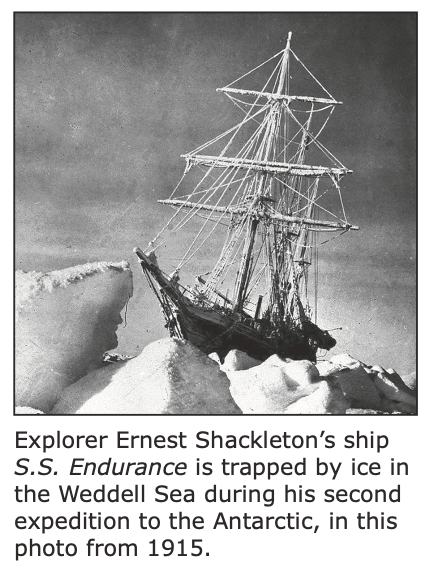 Explorer Ernest Shackleton’s ship
S.S. Endurance is trapped by ice in
the Weddell Sea during his second
expedition to the Antarctic, in this
photo from 1915.